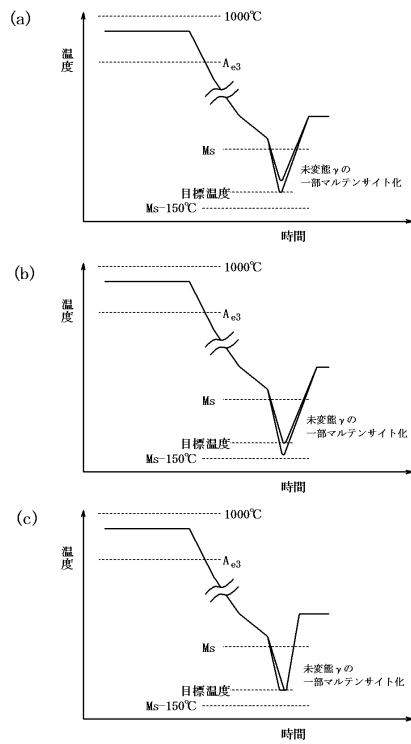 (a)
1000℃
温度
Ae3
Ms
未変態γの
一部マルテンサイト化
目標温度
Ms-150℃
時間
(b)
1000℃
温度
Ae3
Ms
未変態γの
一部マルテンサイト化
目標温度
Ms-150℃
時間
(c)
1000℃
温度
Ae3
Ms
未変態γの
一部マルテンサイト化
目標温度
Ms-150℃
時間